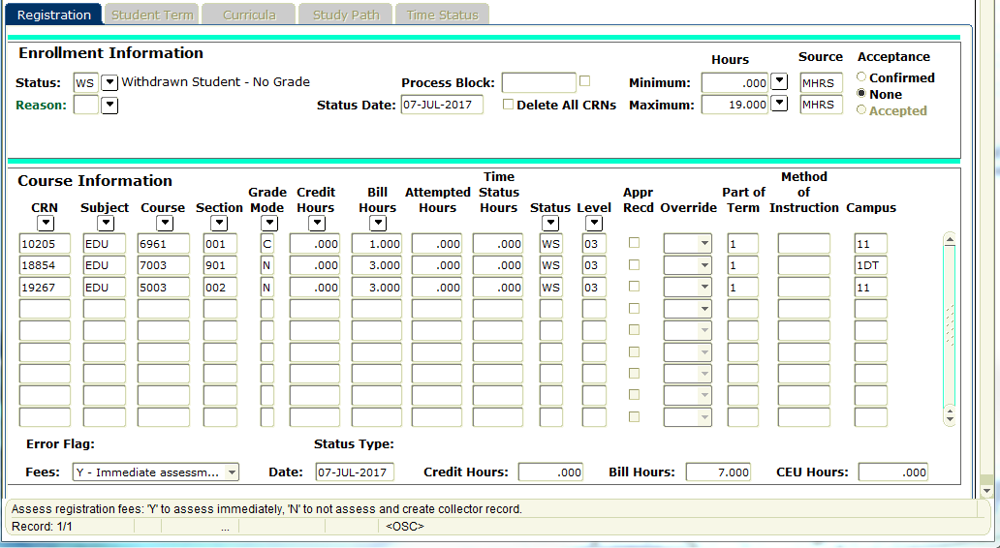 Registration Student Term Curricula Study Path Time Status
Enrollment Information
Hours Source Acceptance
Status: WS Withdrawn Student - No Grade Process Block: Minimum: .000 MHRS Confirmed
None
Reason: Status Date: 07-JUL-2017 Delete All CRNs Maximum: 19.000 MHRS
Accepted
Course Information
CRN Subject Course Section Grade Mode Credit Hours Bill Hours Attempted Hours Time Status Hours Status Level Appr Recd Override Part of Term Method of Instruction Campus
10205 EDU 6961 001 C .000 1.000 .000 .000 WS 03 1 11
18854 EDU 7003 901 N .000 3.000 .000 .000 WS 03 1 1DT
19267 EDU 5003 002 N .000 3.000 .000 .000 WS 03 1 11
Error Flag: Status Type:
Fees: Y - Immediate assessm... Date: 07-JUL-2017 Credit Hours: .000 Bill Hours: 7.000 CEU Hours: .000
Assess registration fees: 'Y' to assess immediately, 'N' to not assess and create collector record.
Record: 1/1 ... <OSC>